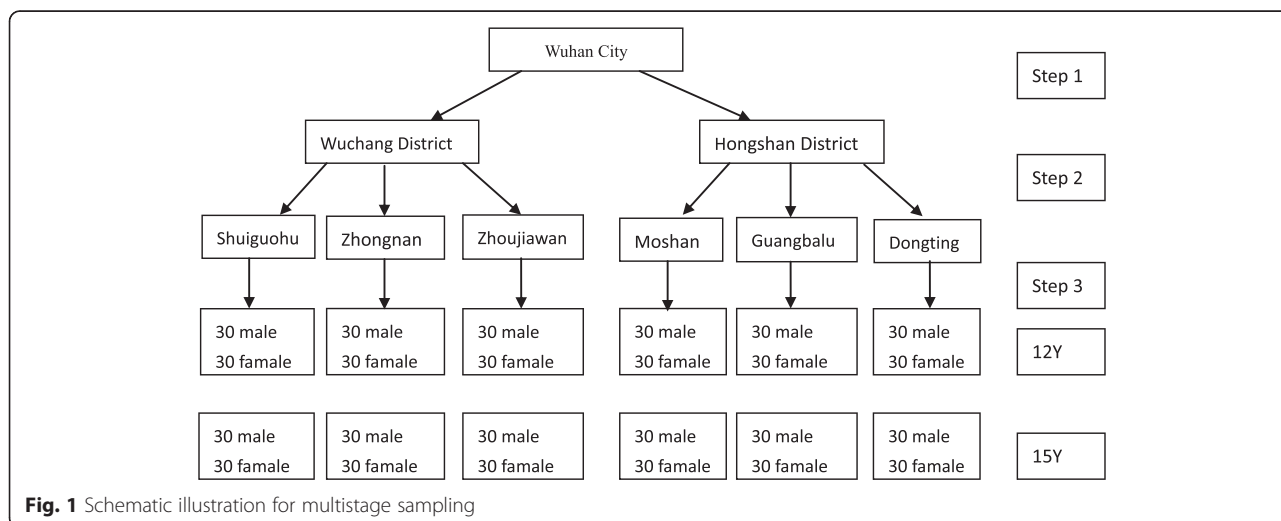 Wuhan City
Step 1
Wuchang District
Hongshan District
Step 2
Shuiguohu
Zhongnan
Zhoujiawan
Moshan
Guangbalu
Dongting
Step 3
30 male
30 famale
30 male
30 famale
30 male
30 famale
30 male
30 famale
30 male
30 famale
30 male
30 famale
12Y
30 male
30 famale
30 male
30 famale
30 male
30 famale
30 male
30 famale
30 male
30 famale
30 male
30 famale
15Y
Fig. 1 Schematic illustration for multistage sampling